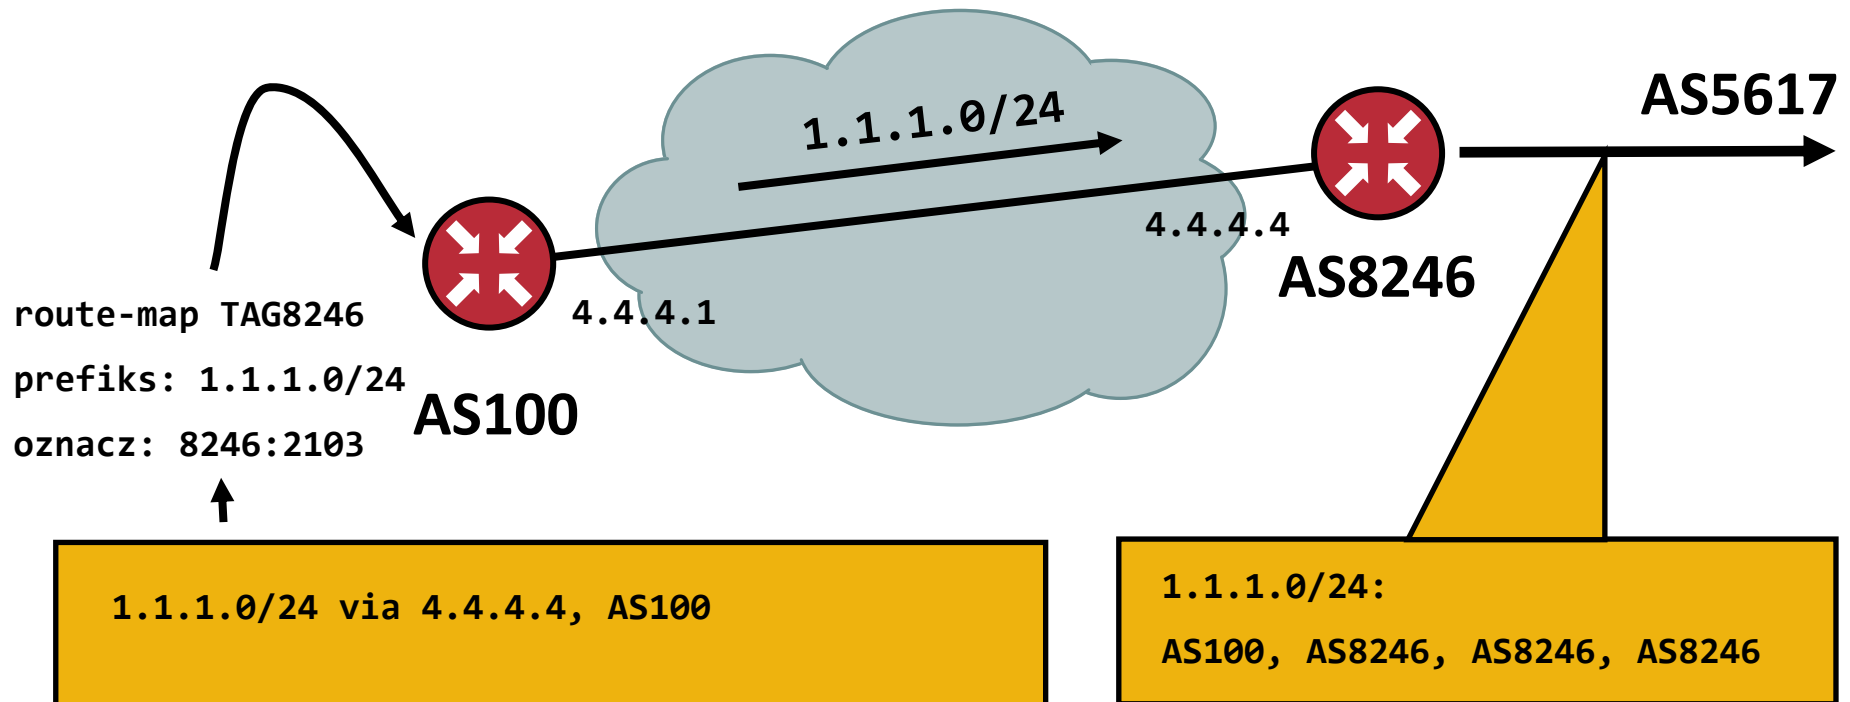 1.1.1.0/24
AS5617
4.4.4.4
AS8246
route-map TAG8246
4.4.4.1
prefiks: 1.1.1.0/24
AS100
oznacz: 8246:2103
1.1.1.0/24 via 4.4.4.4, AS100
1.1.1.0/24:
AS100, AS8246, AS8246, AS8246